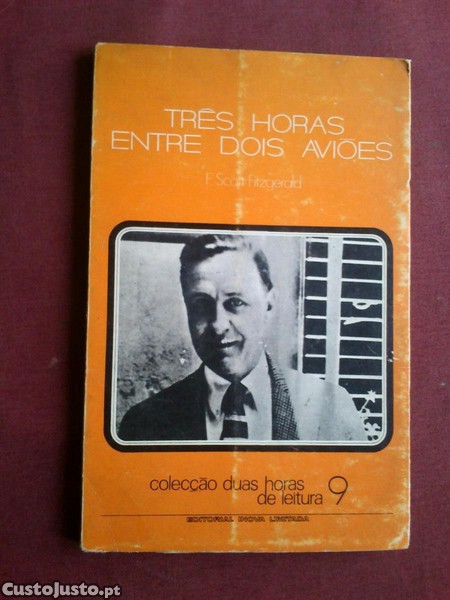 TRÊS HORAS
ENTRE DOIS AVIÕES
F. Scott Fitzgerald
colecção duas horas
de leitura 9
EDITORIAL INOVA LIMITADA
CustoJusto.pt